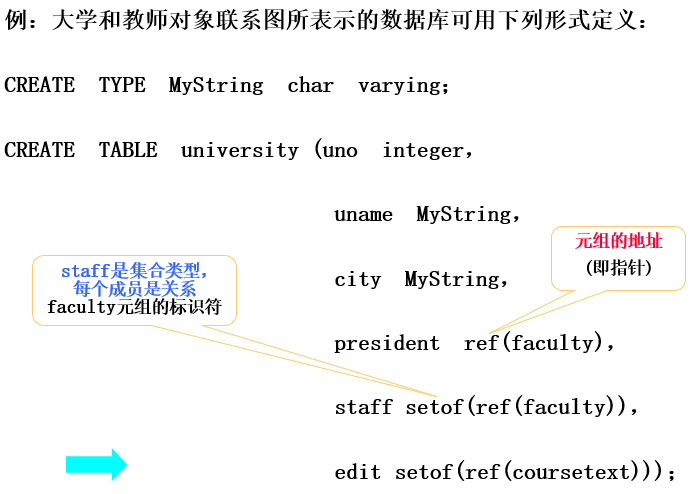 例：大学和教师对象联系图所表示的数据库可用下列形式定义：
CREATE TYPE MyString char varying;
CREATE TABLE university (uno integer,
uname MyString,
元组的地址
(即指针)
staff是集合类型,
每个成员是关系
faculty元组的标识符
city MyString,
president ref(faculty),
staff setof(ref(faculty)),
edit setof(ref(coursetext)));